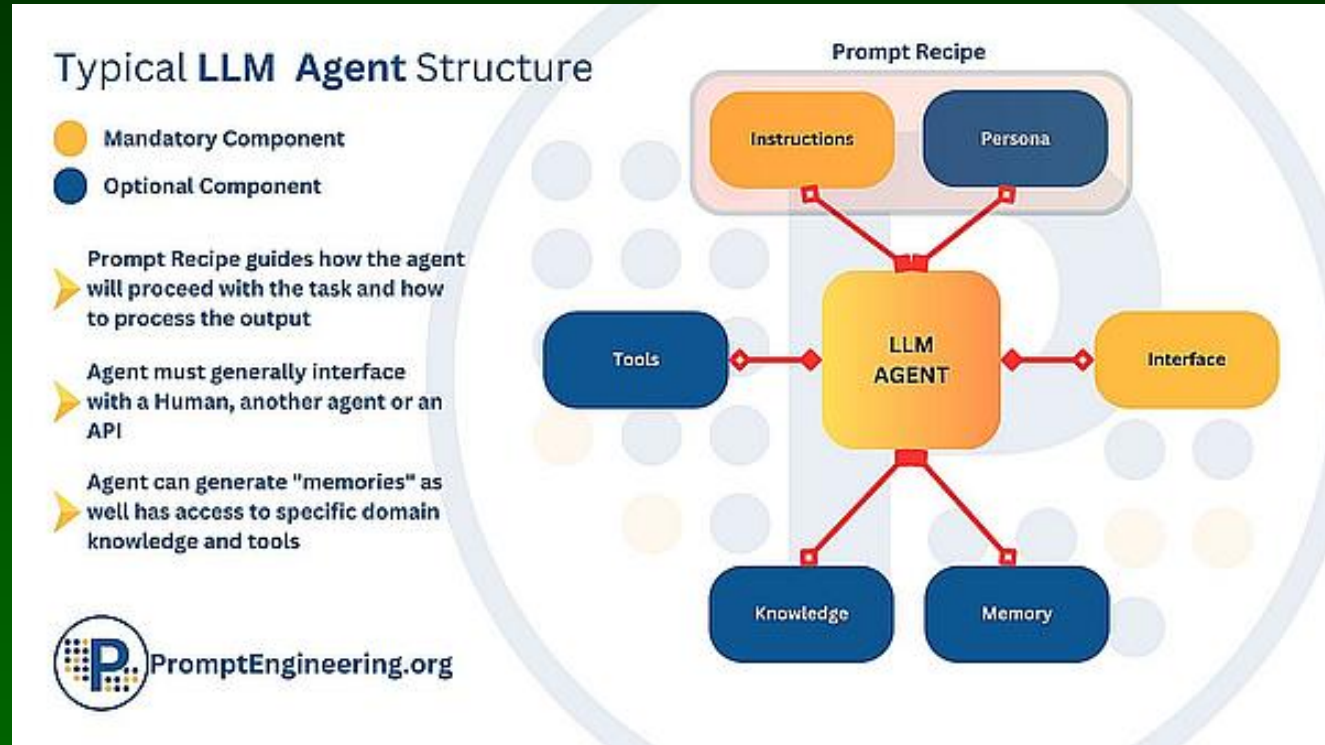 Typical LLM Agent Structure
Mandatory Component
Optional Component
Prompt Recipe guides how the agent
will proceed with the task and how
to process the output
Agent must generally interface
with a Human, another agent or an
API
Agent can generate "memories" as
well has access to specific domain
knowledge and tools
P PromptEngineering.org
Prompt Recipe
Instructions
Persona
Tools
LLM
AGENT
Interface
Knowledge
Memory